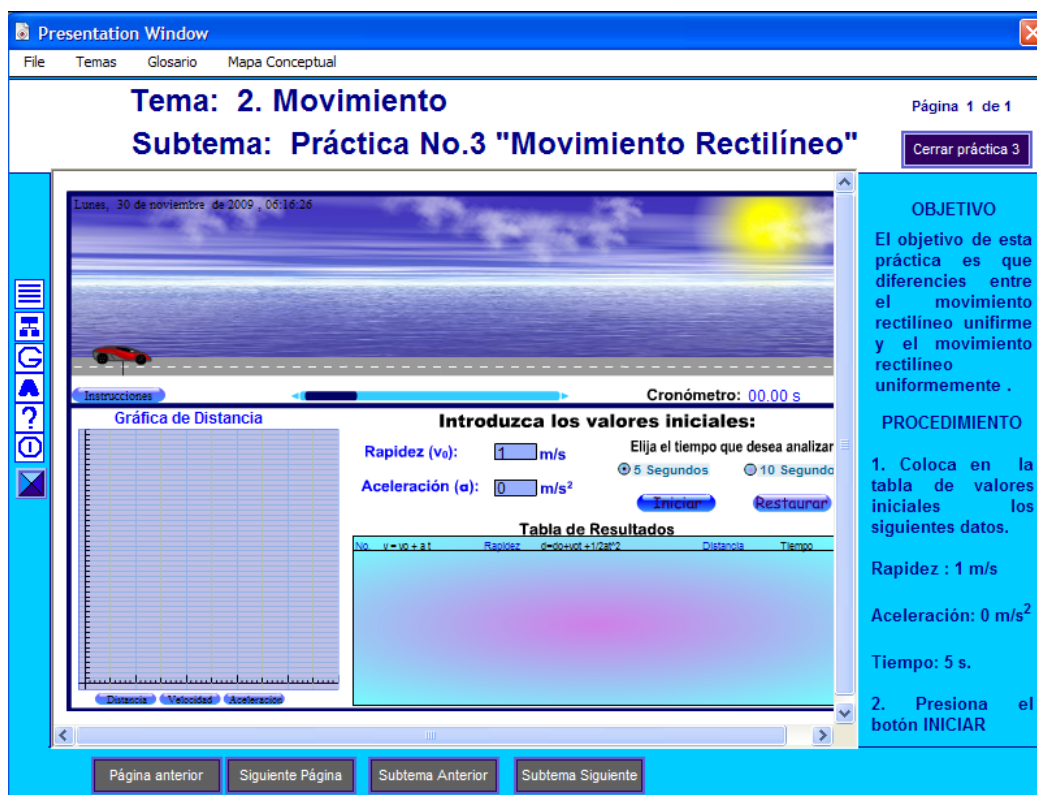 Presentation Window
File Temas Glosario Mapa Conceptual
Tema: 2. Movimiento
Subtema: Práctica No.3 "Movimiento Rectilíneo"
Página 1 de 1
Cerrar práctica 3
Lunes, 30 de noviembre de 2009 , 06:16:26
Instrucciones
Cronómetro: 00.00 s
Gráfica de Distancia
Distancia Velocidad Aceleración
Introduzca los valores iniciales:
Rapidez (v₀): 1 m/s
Aceleración (a): 0 m/s²
Elija el tiempo que desea analizar
5 Segundos 10 Segundo
Iniciar Restaurar
Tabla de Resultados
No. v = vo + a t Rapidez d=do+vot +1/2at^2 Distancia Tiempo
OBJETIVO
El objetivo de esta
práctica es que
diferencies entre
el movimiento
rectilíneo unifirme
y el movimiento
rectilíneo
uniformemente .
PROCEDIMIENTO
1. Coloca en la
tabla de valores
iniciales los
siguientes datos.
Rapidez : 1 m/s
Aceleración: 0 m/s²
Tiempo: 5 s.
2. Presiona el
botón INICIAR
G
A
?
Página anterior Siguiente Página Subtema Anterior Subtema Siguiente